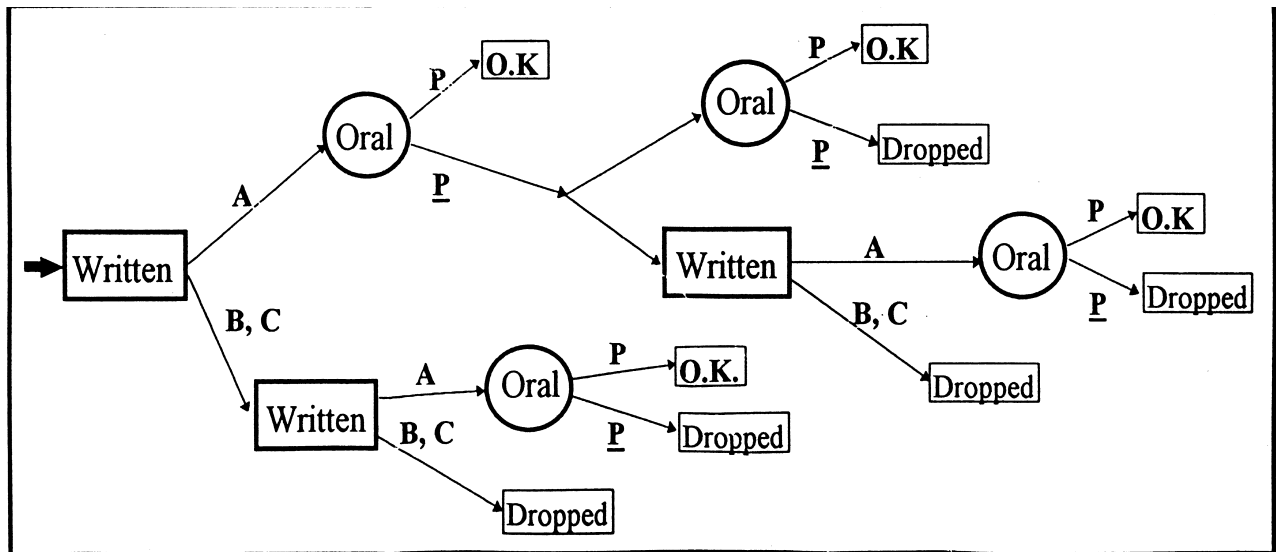 P O.K
P O.K
Oral
Oral
P Dropped
A
P
P O.K
Written
Written A Oral
P Dropped
B, C
B, C
P O.K.
A Oral
Written
B, C P Dropped
Dropped
Dropped